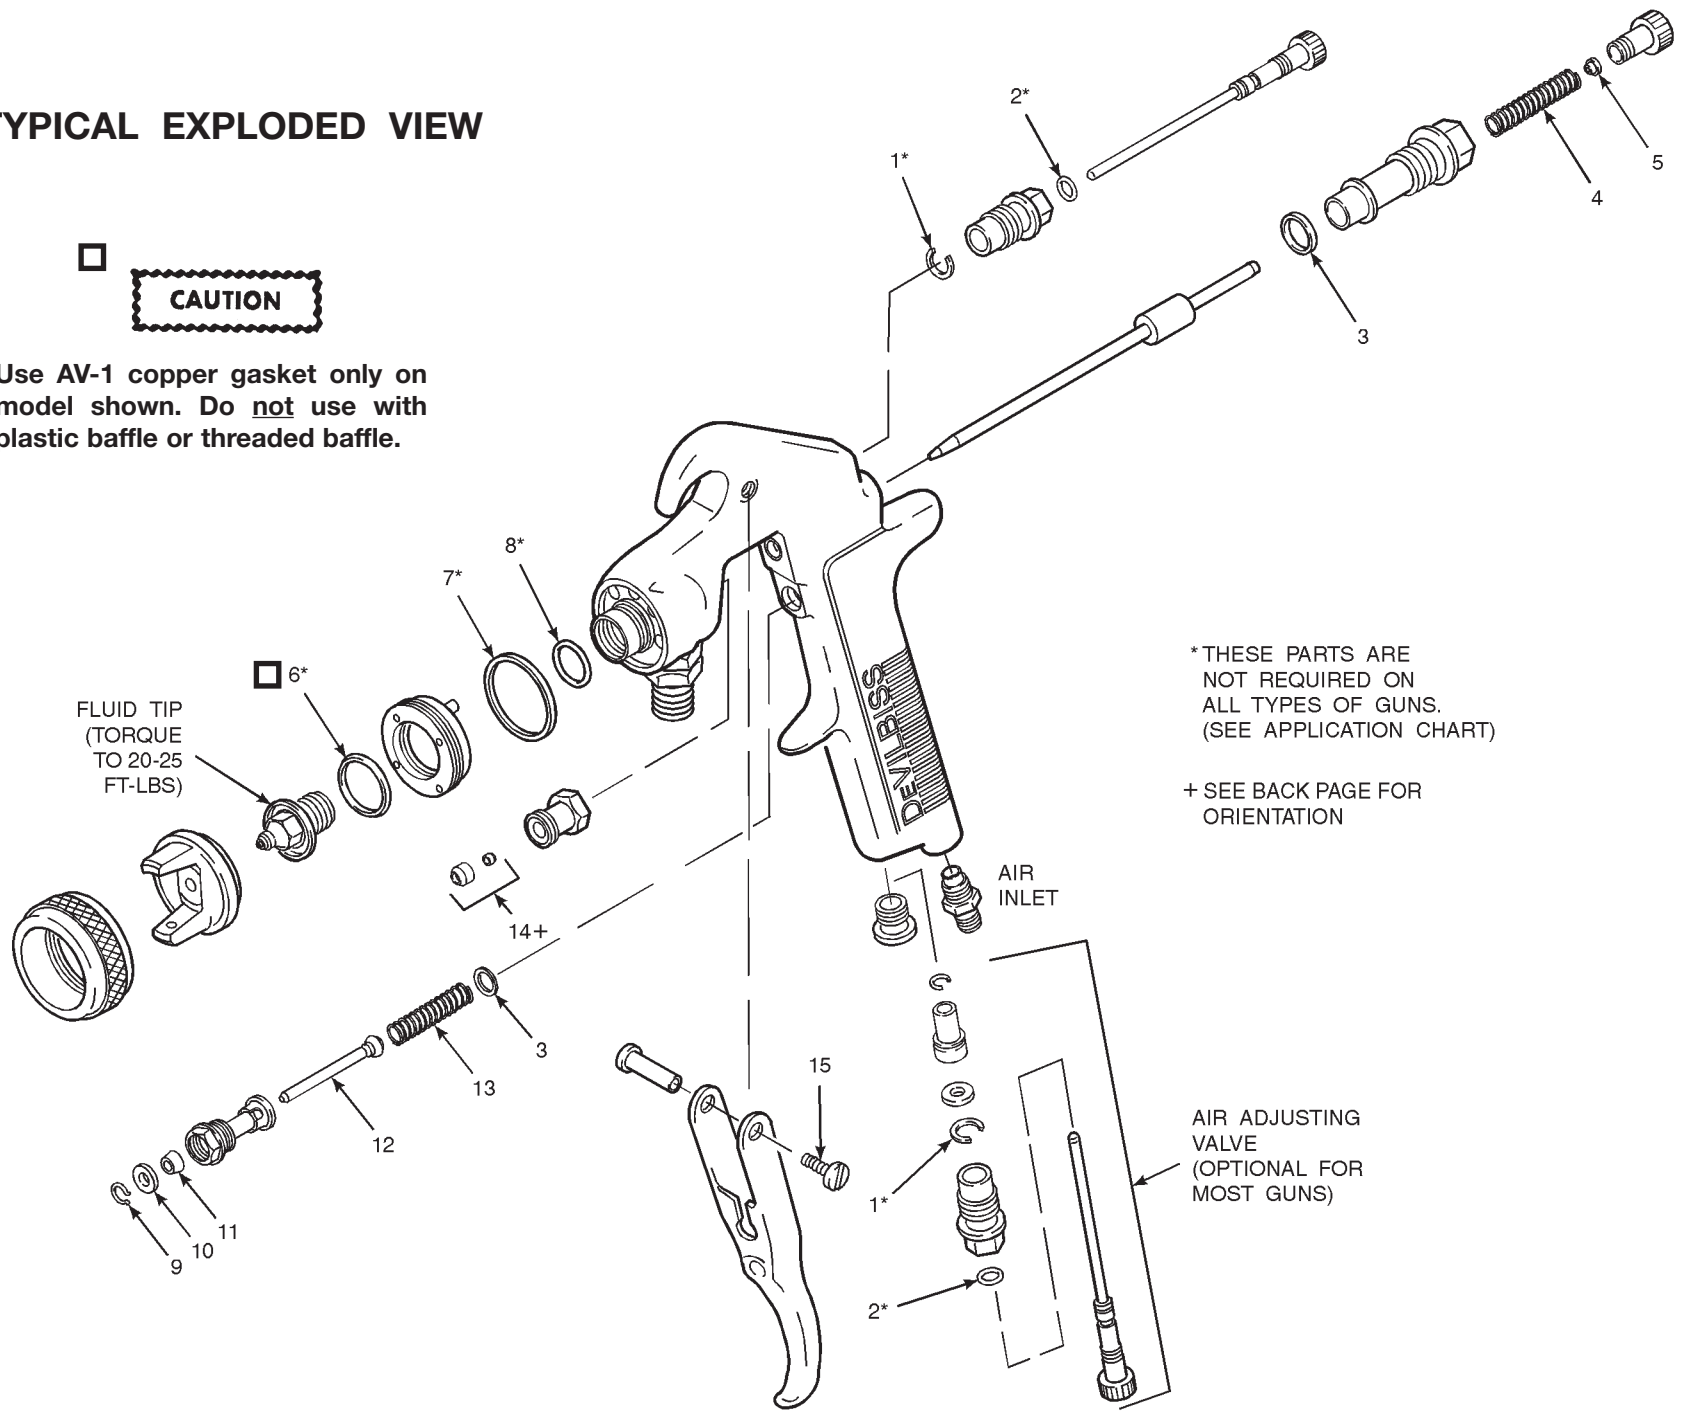 TYPICAL EXPLODED VIEW
CAUTION
Use AV-1 copper gasket only on
model shown. Do not use with
plastic baffle or threaded baffle.
1*
2*
5
4
3
8*
7*
6*
FLUID TIP
(TORQUE
TO 20-25
FT-LBS)
DEVILBISS
* THESE PARTS ARE
NOT REQUIRED ON
ALL TYPES OF GUNS.
(SEE APPLICATION CHART)
+ SEE BACK PAGE FOR
ORIENTATION
AIR
INLET
14+
3
13
12
11
10
9
15
1*
2*
AIR ADJUSTING
VALVE
(OPTIONAL FOR
MOST GUNS)